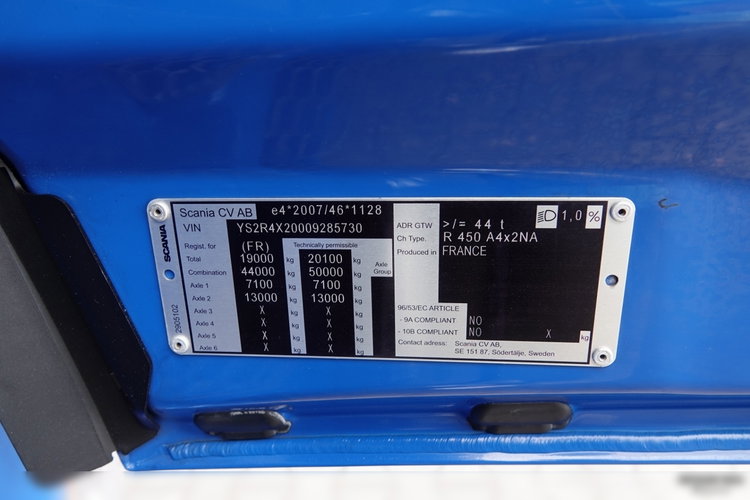 Scania CV AB e4*2007/46*1128
VIN YS2R4X20009285730
Regist. for (FR) Technically permissible
Total 19000 kg 20100 kg Axle Group
Combination 44000 kg 50000 kg
Axle 1 7100 kg 7100 kg
Axle 2 13000 kg 13000 kg
Axle 3 X kg X kg
Axle 4 X kg X kg
Axle 5 X kg X kg
Axle 6 X kg X kg
SCANIA
2905102
ADR GTW >/= 44 t 1,0 %
Ch Type. R 450 A4x2NA
Produced in FRANCE
96/53/EC ARTICLE
- 9A COMPLIANT NO
- 10B COMPLIANT NO X kg
Contact adress: Scania CV AB,
SE 151 87, Södertälje, Sweden